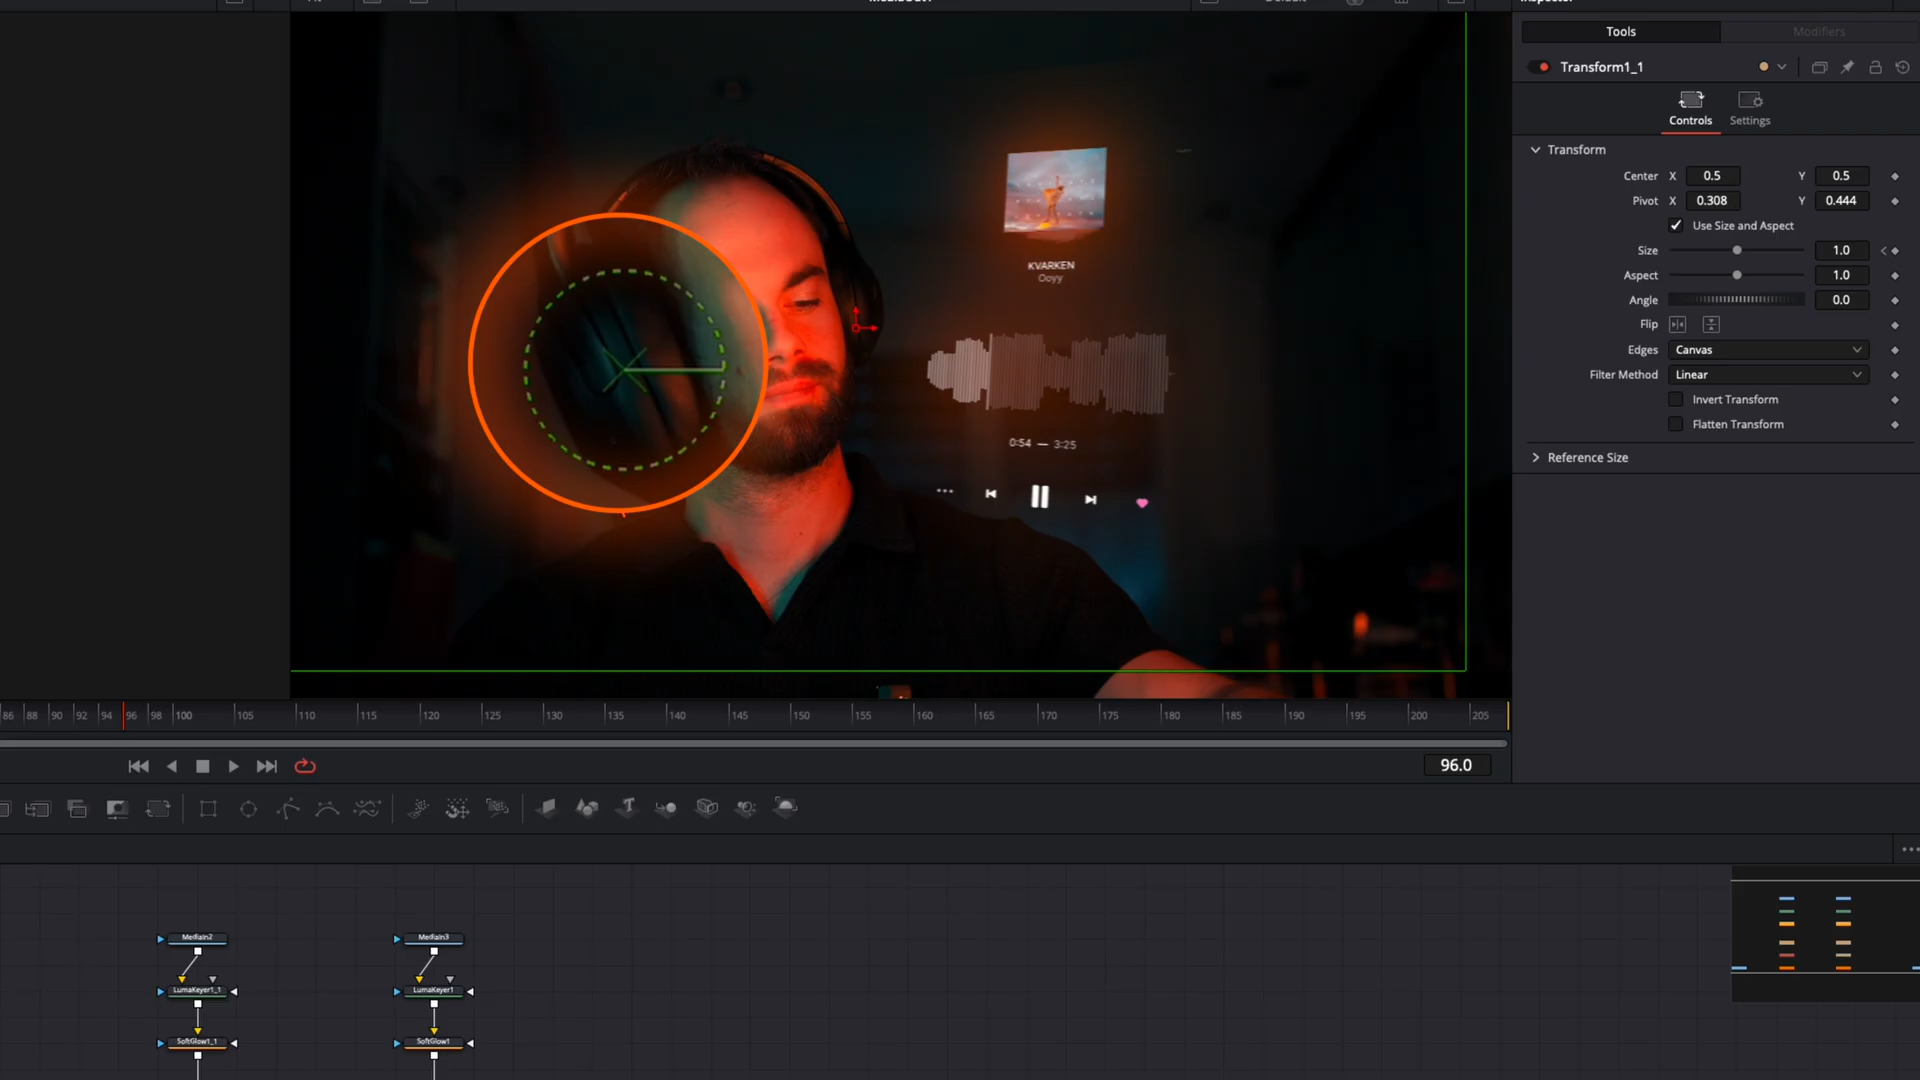 Tools
Modifiers
Transform1_1
Controls
Settings
Transform
Center X 0.5 Y 0.5
Pivot X 0.308 Y 0.444
Use Size and Aspect
Size 1.0
Aspect 1.0
Angle 0.0
Flip
Edges Canvas
Filter Method Linear
Invert Transform
Flatten Transform
Reference Size
KVARKEN
Ooyy
0:54 — 3:25
86 88 90 92 94 96 98 100 105 110 115 120 125 130 135 140 145 150 155 160 165 170 175 180 185 190 195 200 205
96.0
MediaIn2
MediaIn3
LumaKeyer1_1
LumaKeyer1
SoftGlow1_1
SoftGlow1